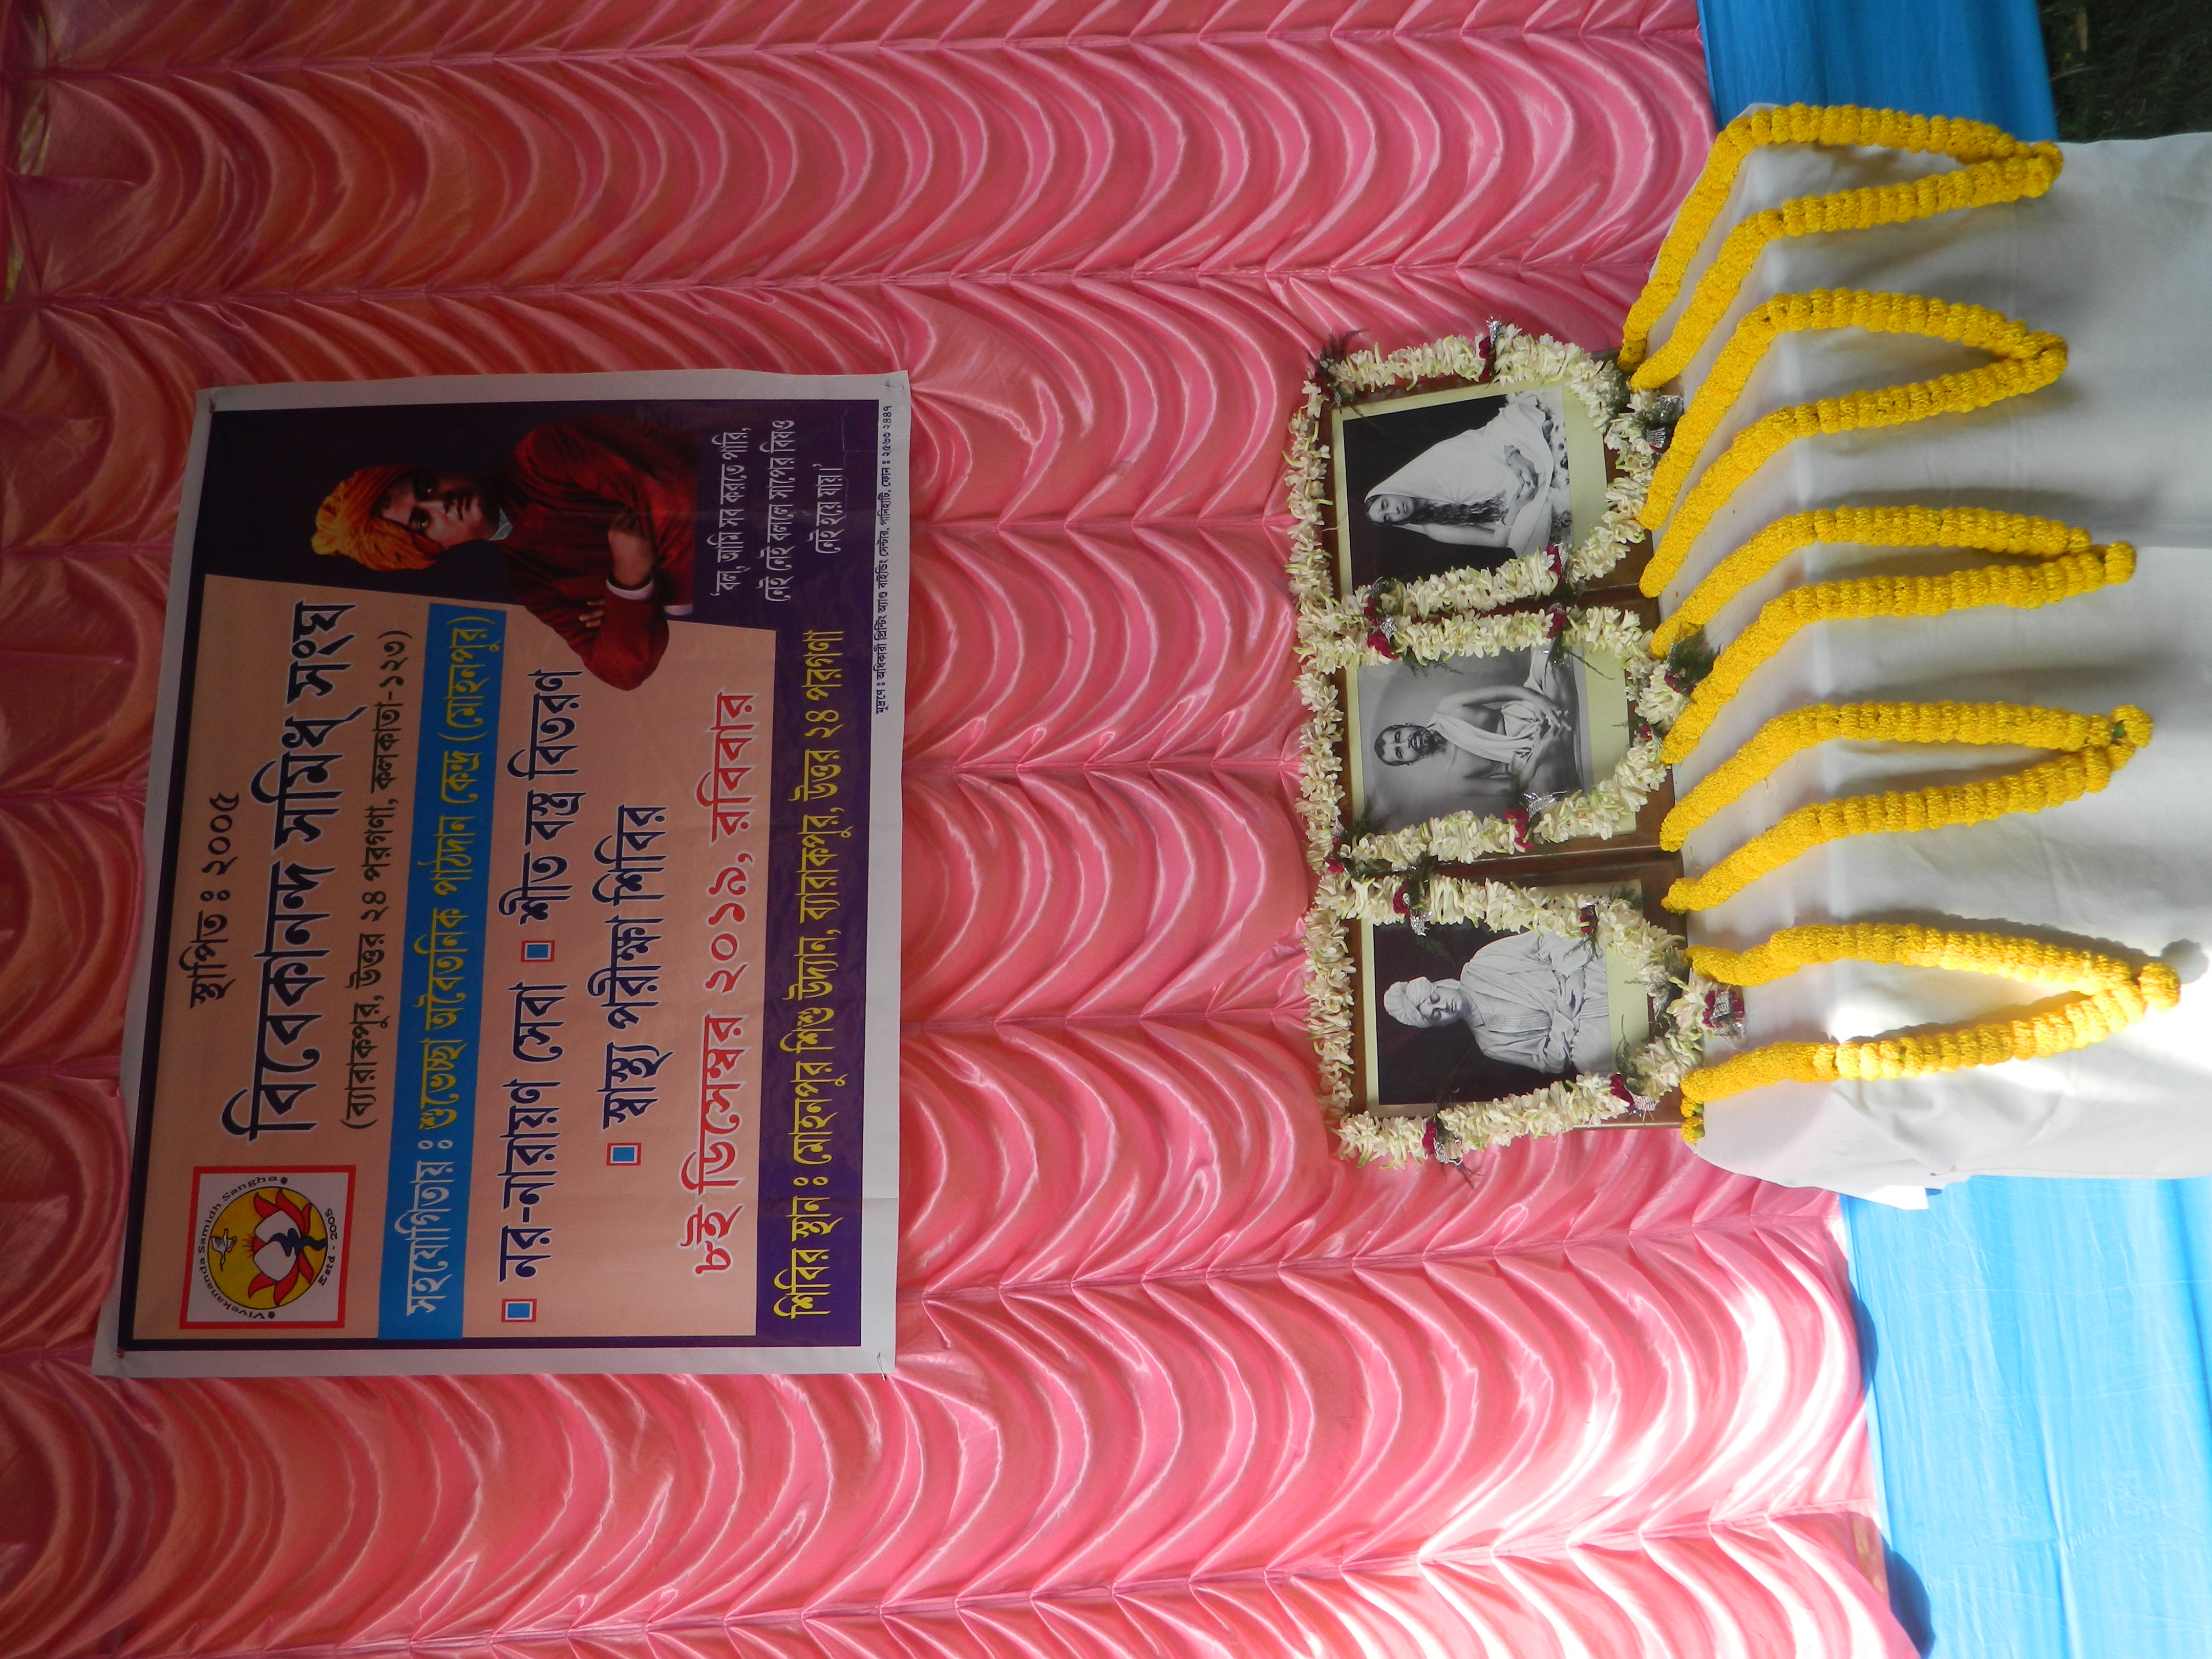 Vivekananda Samidh Sangha
Estd - 2005
স্থাপিত ঃ ২০০৫
বিবেকানন্দ সমিধ্ সংঘ
(ব্যারাকপুর, উত্তর ২৪ পরগণা, কলকাতা-১২৩)
সহযোগিতায় ঃ শুভেচ্ছা অবৈতনিক পাঠদান কেন্দ্র (মোহনপুর)
নর-নারায়ণ সেবা শীত বস্ত্র বিতরণ
স্বাস্থ্য পরীক্ষা শিবির
৮ই ডিসেম্বর ২০১৯, রবিবার
শিবির স্থান ঃ মোহনপুর শিশু উদ্যান, ব্যারাকপুর, উত্তর ২৪ পরগণা
‘বল্, আমি সব করতে পারি,
নেই নেই বললে সাপের বিষও
নেই হয়ে যায়।’
মুদ্রণে ঃ অধিকারী প্রিন্টিং অ্যাণ্ড বাইন্ডিং সেন্টার, পানিহাটি, ফোন ঃ ২৫৬৩ ২৪৪৭